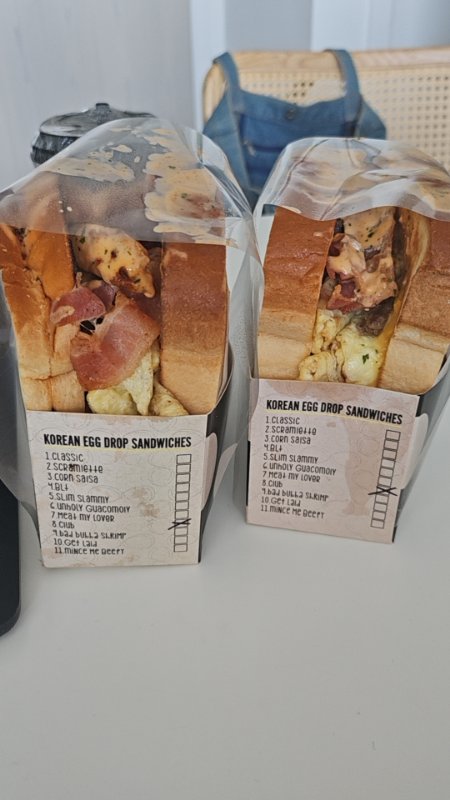 KOREAN EGG DROP SANDWICHES
1.CLASSIC
2.SCRAMLETTE
3.CORN SALSA
4.BLT
5.SLIM SLAMMY
6.UNHOLY GUACOMOLY
7.MEAT MY LOVER
8.CLUB
9.BAD BUTTA SHRIMP
10.GET LAID
11.MINCE ME BEEFY
KOREAN EGG DROP SANDWICHES
1.CLASSIC
2.SCRAMLETTE
3.CORN SALSA
4.BLT
5.SLIM SLAMMY
6.UNHOLY GUACOMOLY
7.MEAT MY LOVER
8.CLUB
9.BAD BUTTA SHRIMP
10.GET LAID
11.MINCE ME BEEFY